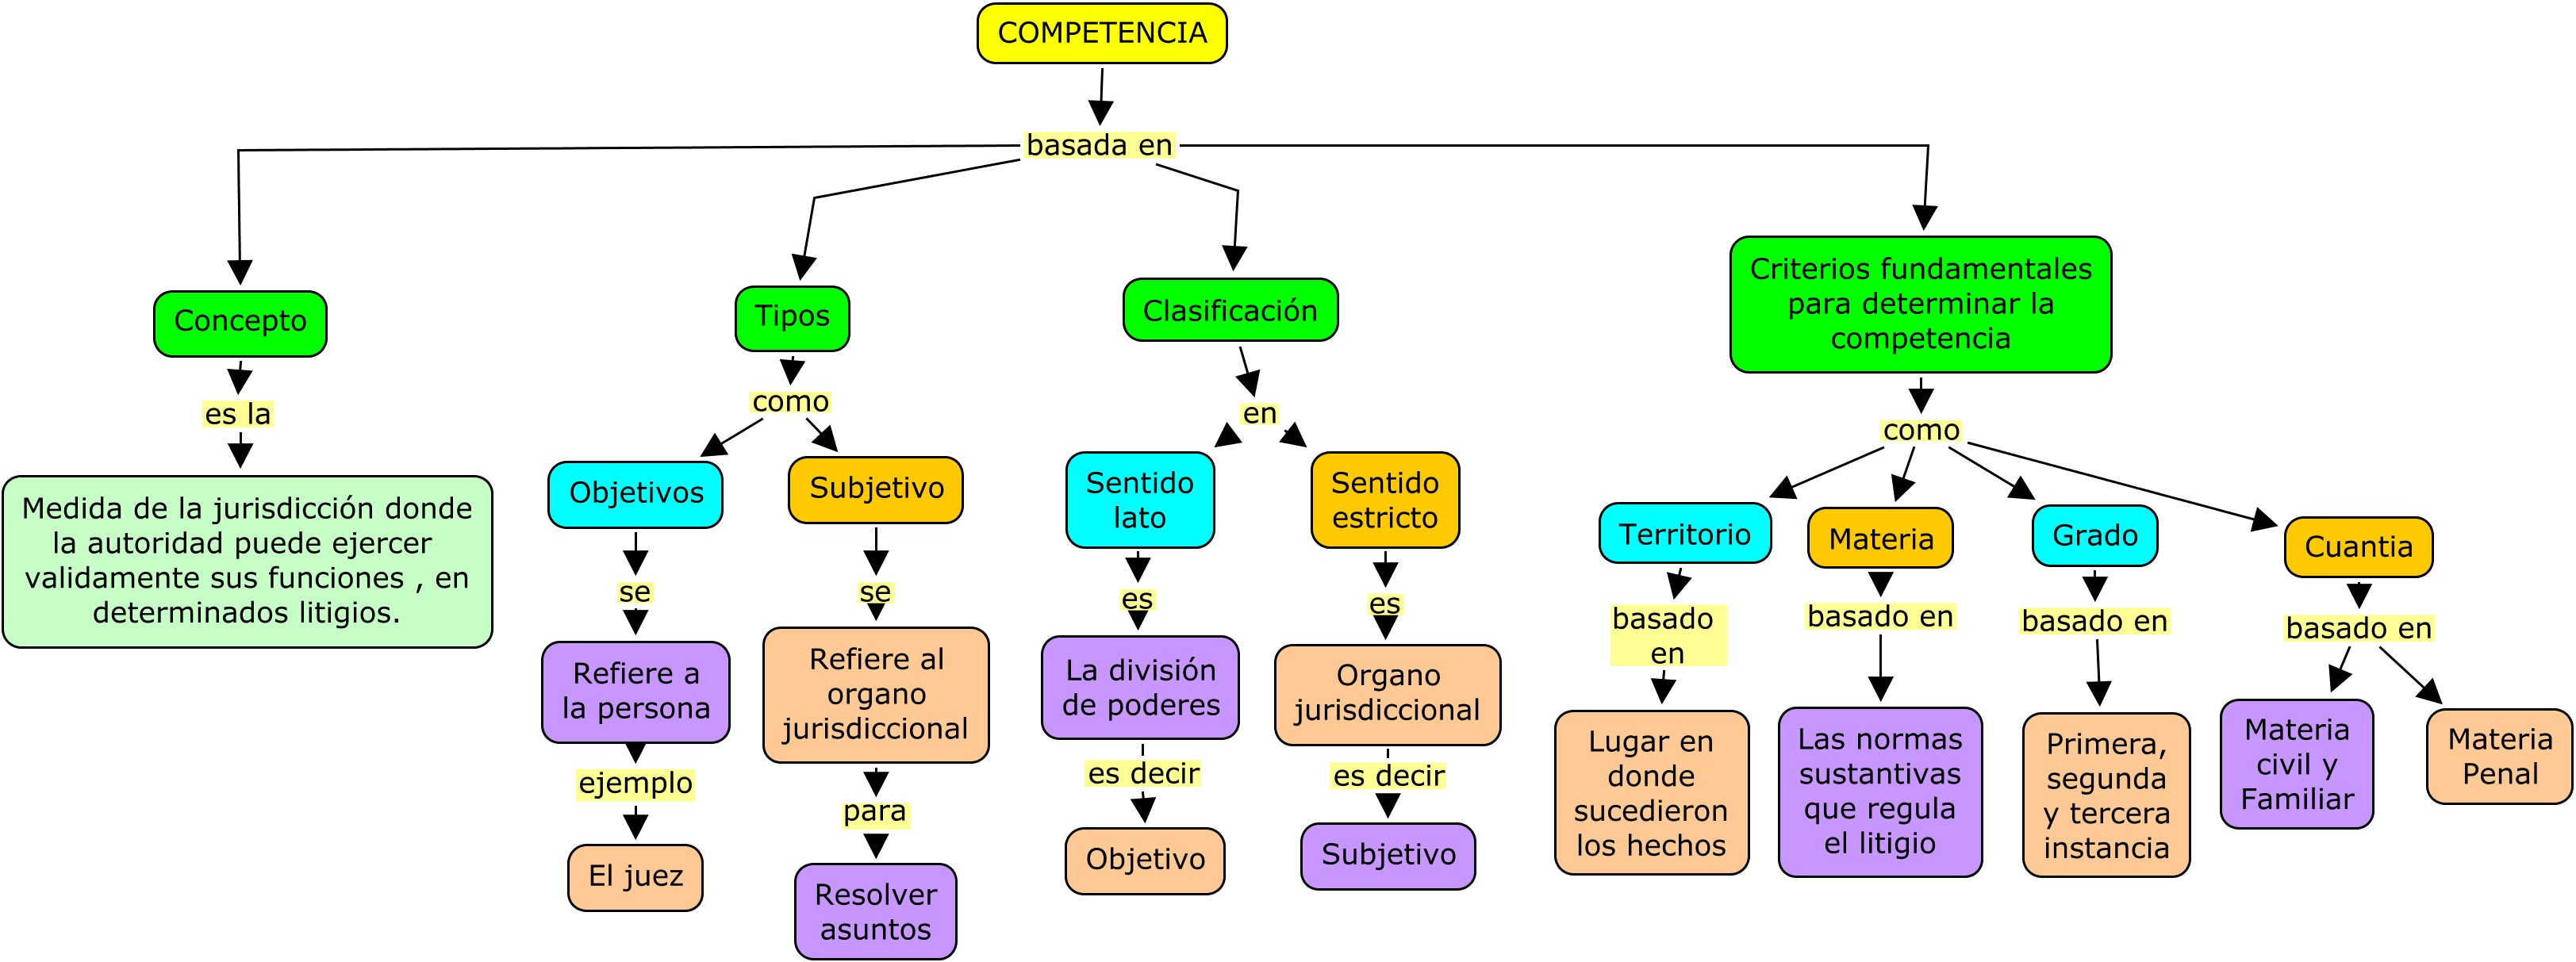 COMPETENCIA
basada en
Concepto
es la
Medida de la jurisdicción donde
la autoridad puede ejercer
validamente sus funciones , en
determinados litigios.
Tipos
como
Objetivos
se
Refiere a
la persona
ejemplo
El juez
Subjetivo
se
Refiere al
organo
jurisdiccional
para
Resolver
asuntos
Clasificación
en
Sentido
lato
es
La división
de poderes
es decir
Objetivo
Sentido
estricto
es
Organo
jurisdiccional
es decir
Subjetivo
Criterios fundamentales
para determinar la
competencia
como
Territorio
basado
en
Lugar en
donde
sucedieron
los hechos
Materia
basado en
Las normas
sustantivas
que regula
el litigio
Grado
basado en
Primera,
segunda
y tercera
instancia
Cuantia
basado en
Materia
civil y
Familiar
Materia
Penal